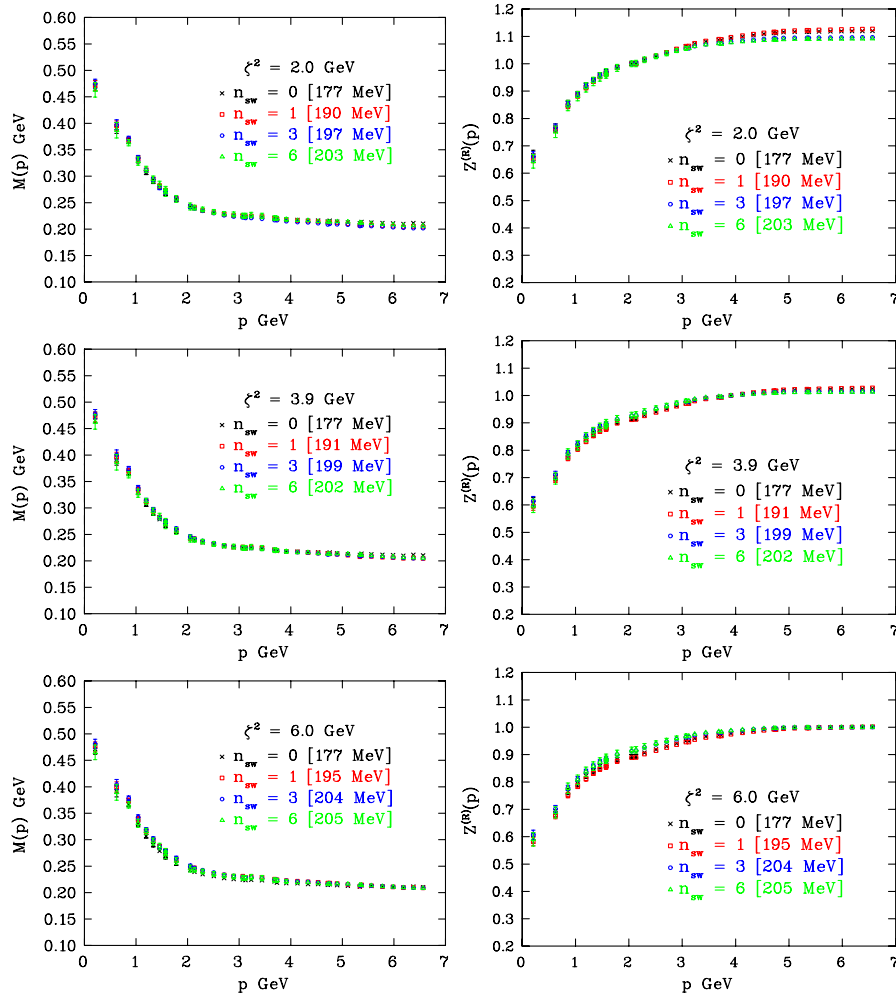 0.60
0.50
0.45
0.40
0.35
0.30
0.25
0.20
0.15
0.10
M(p) GeV
ζ² = 2.0 GeV
× n_sw = 0 [177 MeV]
□ n_sw = 1 [190 MeV]
○ n_sw = 3 [197 MeV]
△ n_sw = 6 [203 MeV]
0 1 2 3 4 5 6 7
p GeV
1.2
1.1
1.0
0.9
0.8
0.7
0.6
0.5
0.4
0.3
0.2
Z⁽ᴿ⁾(p)
ζ² = 2.0 GeV
× n_sw = 0 [177 MeV]
□ n_sw = 1 [190 MeV]
○ n_sw = 3 [197 MeV]
△ n_sw = 6 [203 MeV]
0 1 2 3 4 5 6 7
p GeV
0.60
0.50
0.45
0.40
0.35
0.30
0.25
0.20
0.15
0.10
M(p) GeV
ζ² = 3.9 GeV
× n_sw = 0 [177 MeV]
□ n_sw = 1 [191 MeV]
○ n_sw = 3 [199 MeV]
△ n_sw = 6 [202 MeV]
0 1 2 3 4 5 6 7
p GeV
1.2
1.1
1.0
0.9
0.8
0.7
0.6
0.5
0.4
0.3
0.2
Z⁽ᴿ⁾(p)
ζ² = 3.9 GeV
× n_sw = 0 [177 MeV]
□ n_sw = 1 [191 MeV]
○ n_sw = 3 [199 MeV]
△ n_sw = 6 [202 MeV]
0 1 2 3 4 5 6 7
p GeV
0.60
0.50
0.45
0.40
0.35
0.30
0.25
0.20
0.15
0.10
M(p) GeV
ζ² = 6.0 GeV
× n_sw = 0 [177 MeV]
□ n_sw = 1 [195 MeV]
○ n_sw = 3 [204 MeV]
△ n_sw = 6 [205 MeV]
0 1 2 3 4 5 6 7
p GeV
1.2
1.1
1.0
0.9
0.8
0.7
0.6
0.5
0.4
0.3
0.2
Z⁽ᴿ⁾(p)
ζ² = 6.0 GeV
× n_sw = 0 [177 MeV]
□ n_sw = 1 [195 MeV]
○ n_sw = 3 [204 MeV]
△ n_sw = 6 [205 MeV]
0 1 2 3 4 5 6 7
p GeV